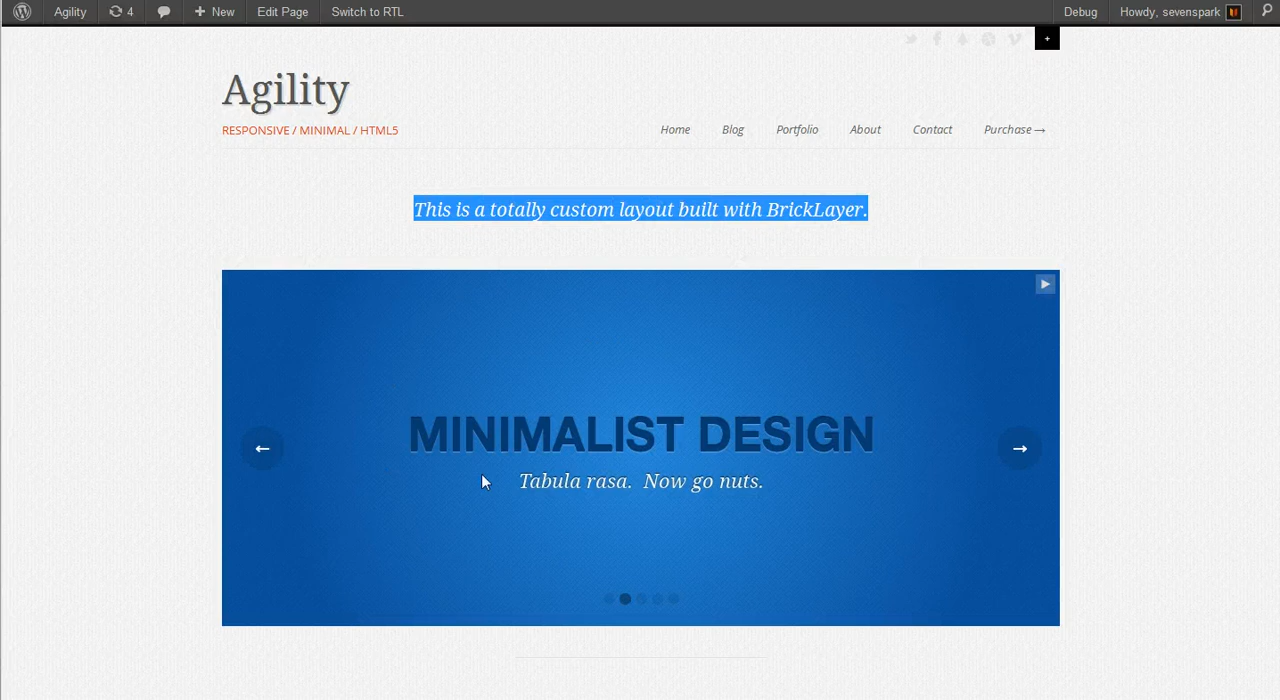 Agility 4 New Edit Page Switch to RTL Debug Howdy, sevenspark
+
Agility
RESPONSIVE / MINIMAL / HTML5
Home Blog Portfolio About Contact Purchase →
This is a totally custom layout built with BrickLayer.
MINIMALIST DESIGN
← →
Tabula rasa. Now go nuts.